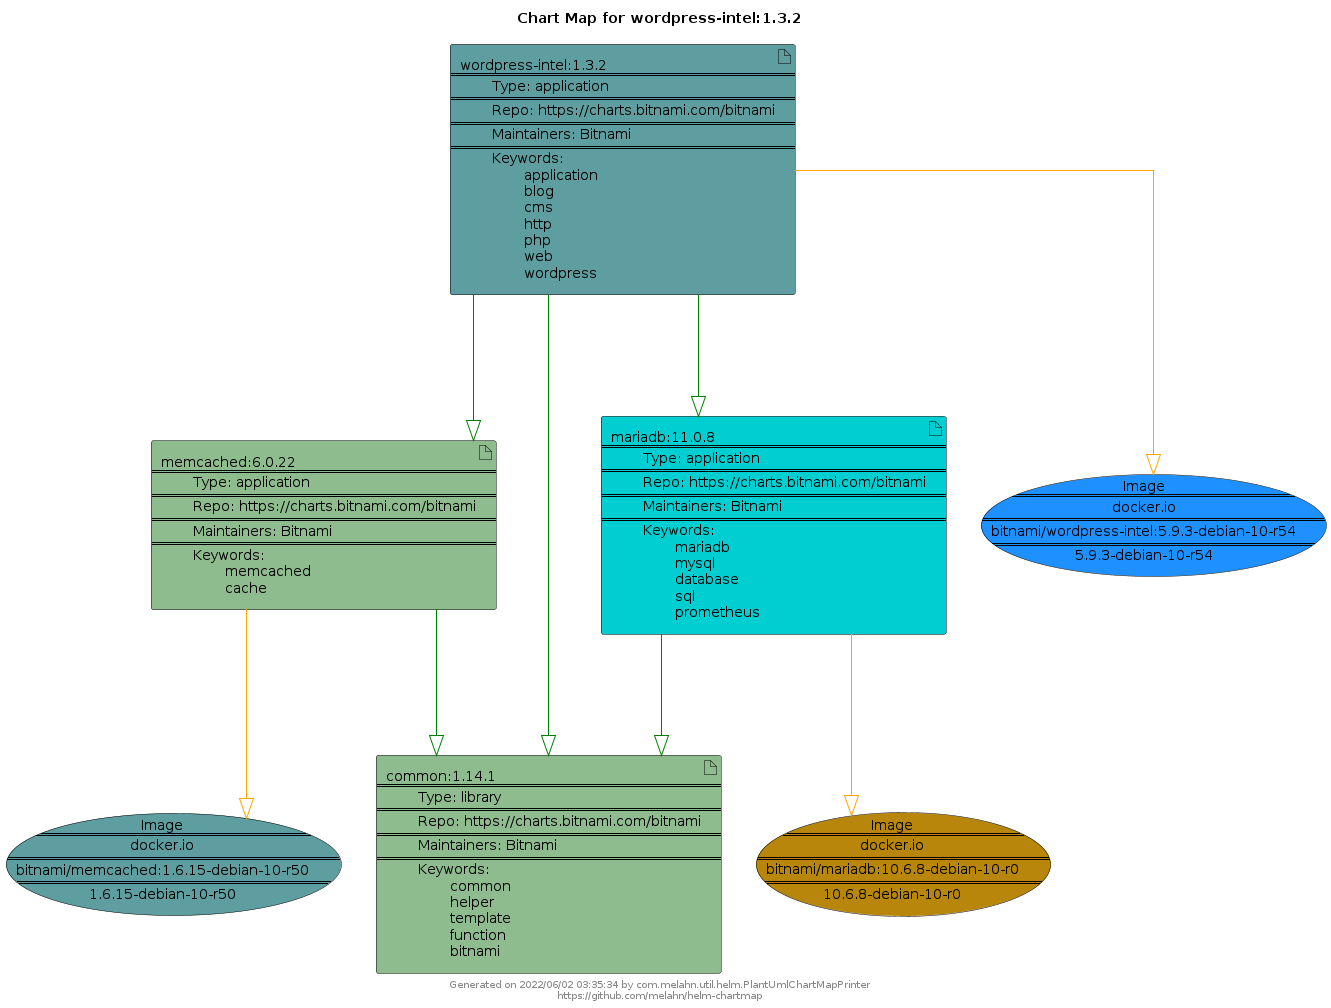 Chart Map for wordpress-intel:1.3.2
wordpress-intel:1.3.2
Type: application
Repo: https://charts.bitnami.com/bitnami
Maintainers: Bitnami
Keywords:
application
blog
cms
http
php
web
wordpress
memcached:6.0.22
Type: application
Repo: https://charts.bitnami.com/bitnami
Maintainers: Bitnami
Keywords:
memcached
cache
mariadb:11.0.8
Type: application
Repo: https://charts.bitnami.com/bitnami
Maintainers: Bitnami
Keywords:
mariadb
mysql
database
sql
prometheus
Image
docker.io
bitnami/wordpress-intel:5.9.3-debian-10-r54
5.9.3-debian-10-r54
Image
docker.io
bitnami/memcached:1.6.15-debian-10-r50
1.6.15-debian-10-r50
common:1.14.1
Type: library
Repo: https://charts.bitnami.com/bitnami
Maintainers: Bitnami
Keywords:
common
helper
template
function
bitnami
Image
docker.io
bitnami/mariadb:10.6.8-debian-10-r0
10.6.8-debian-10-r0
Generated on 2022/06/02 03:35:34 by com.melahn.util.helm.PlantUmlChartMapPrinter
https://github.com/melahn/helm-chartmap